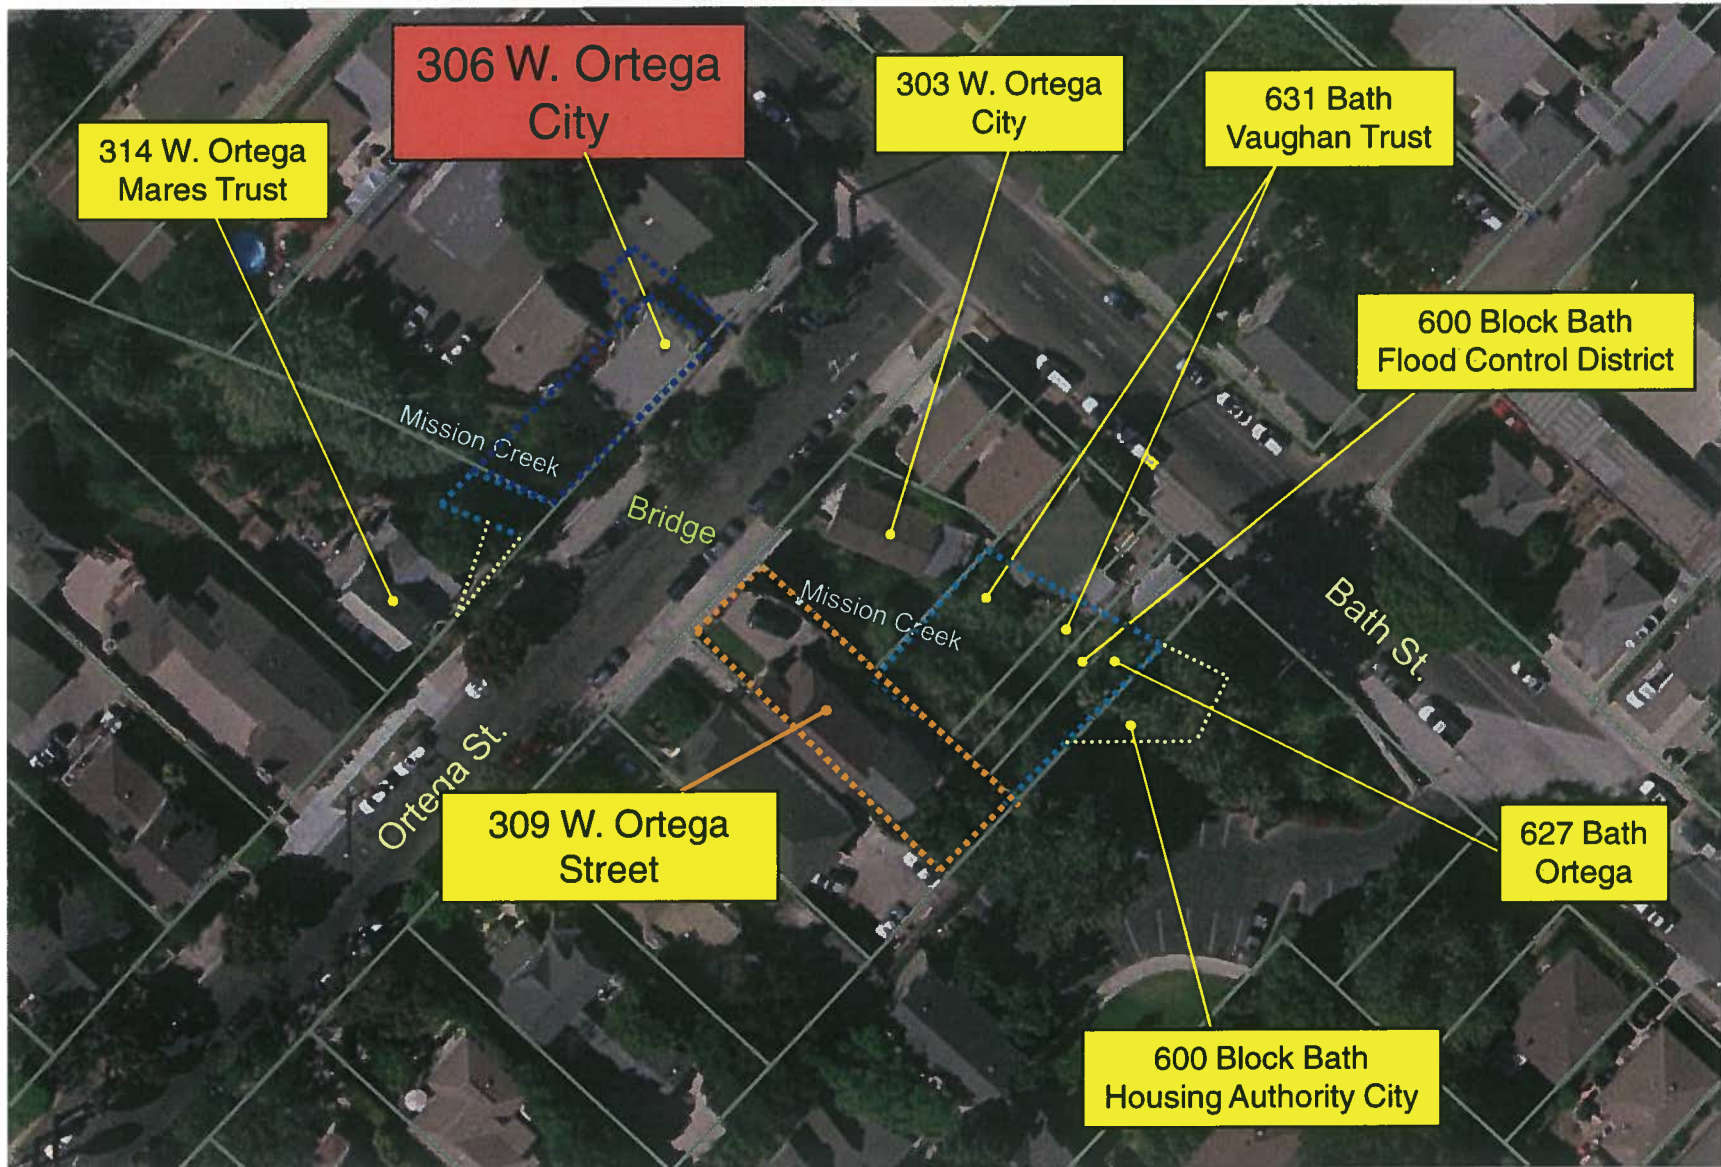 306 W. Ortega
City
303 W. Ortega
City
631 Bath
Vaughan Trust
314 W. Ortega
Mares Trust
600 Block Bath
Flood Control District
Mission Creek
Bridge
Mission Creek
Bath St.
Ortega St.
309 W. Ortega
Street
627 Bath
Ortega
600 Block Bath
Housing Authority City